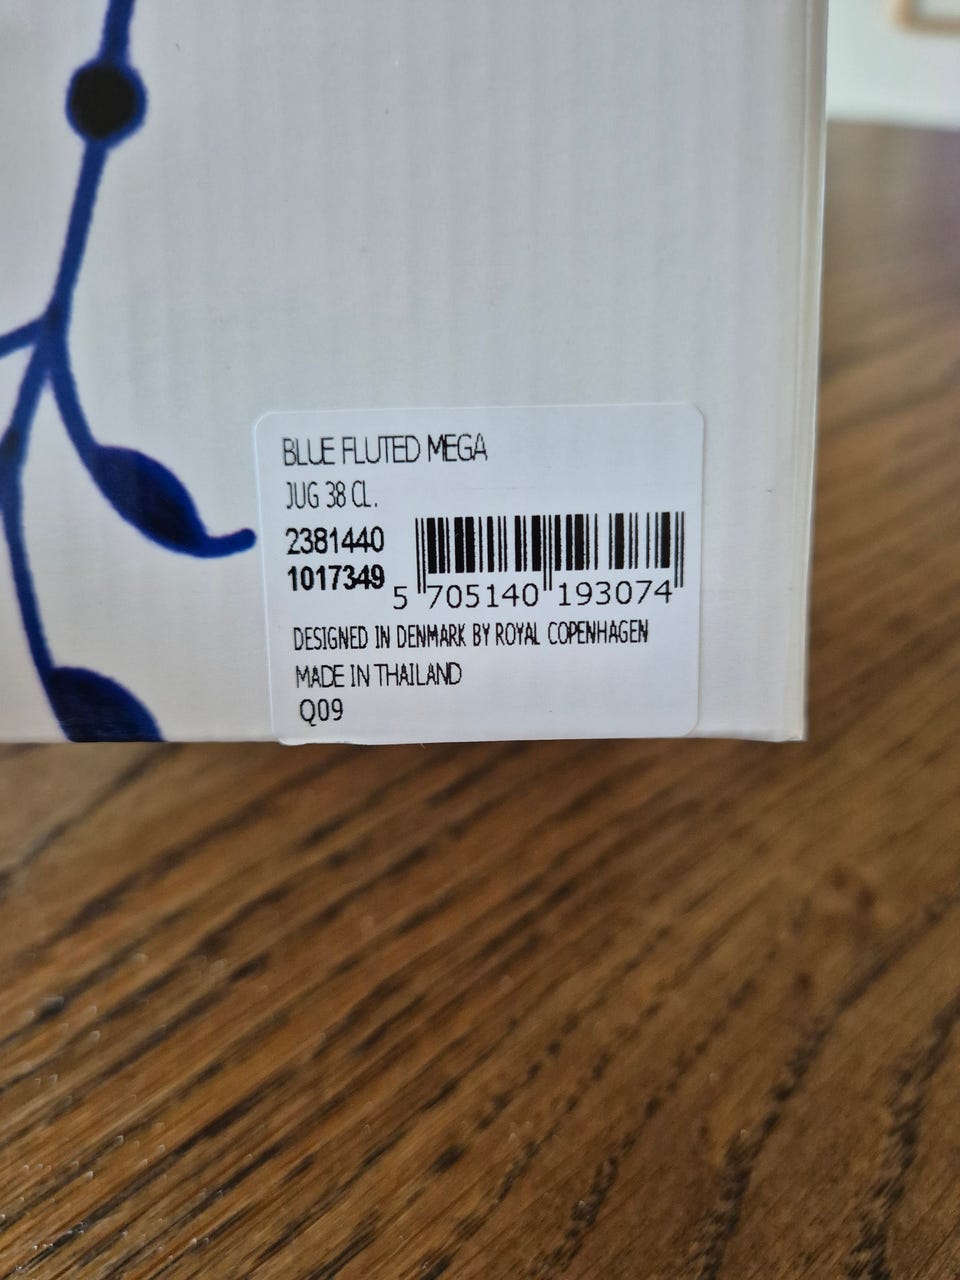 BLUE FLUTED MEGA
JUG 38 CL.
2381440
1017349
5 705140 193074
DESIGNED IN DENMARK BY ROYAL COPENHAGEN
MADE IN THAILAND
Q09